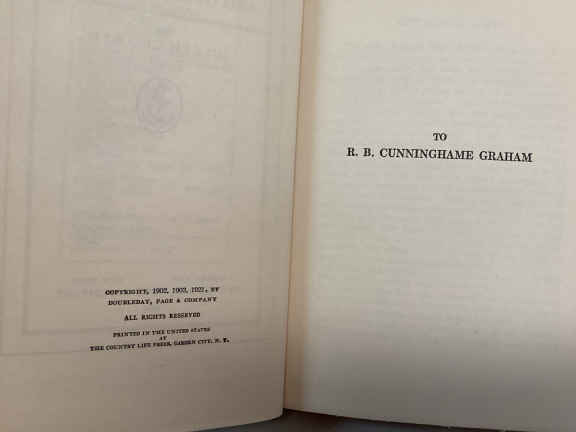 COPYRIGHT, 1902, 1903, 1921, BY
DOUBLEDAY, PAGE & COMPANY
ALL RIGHTS RESERVED
PRINTED IN THE UNITED STATES
AT
THE COUNTRY LIFE PRESS, GARDEN CITY, N. Y.
TO
R. B. CUNNINGHAME GRAHAM